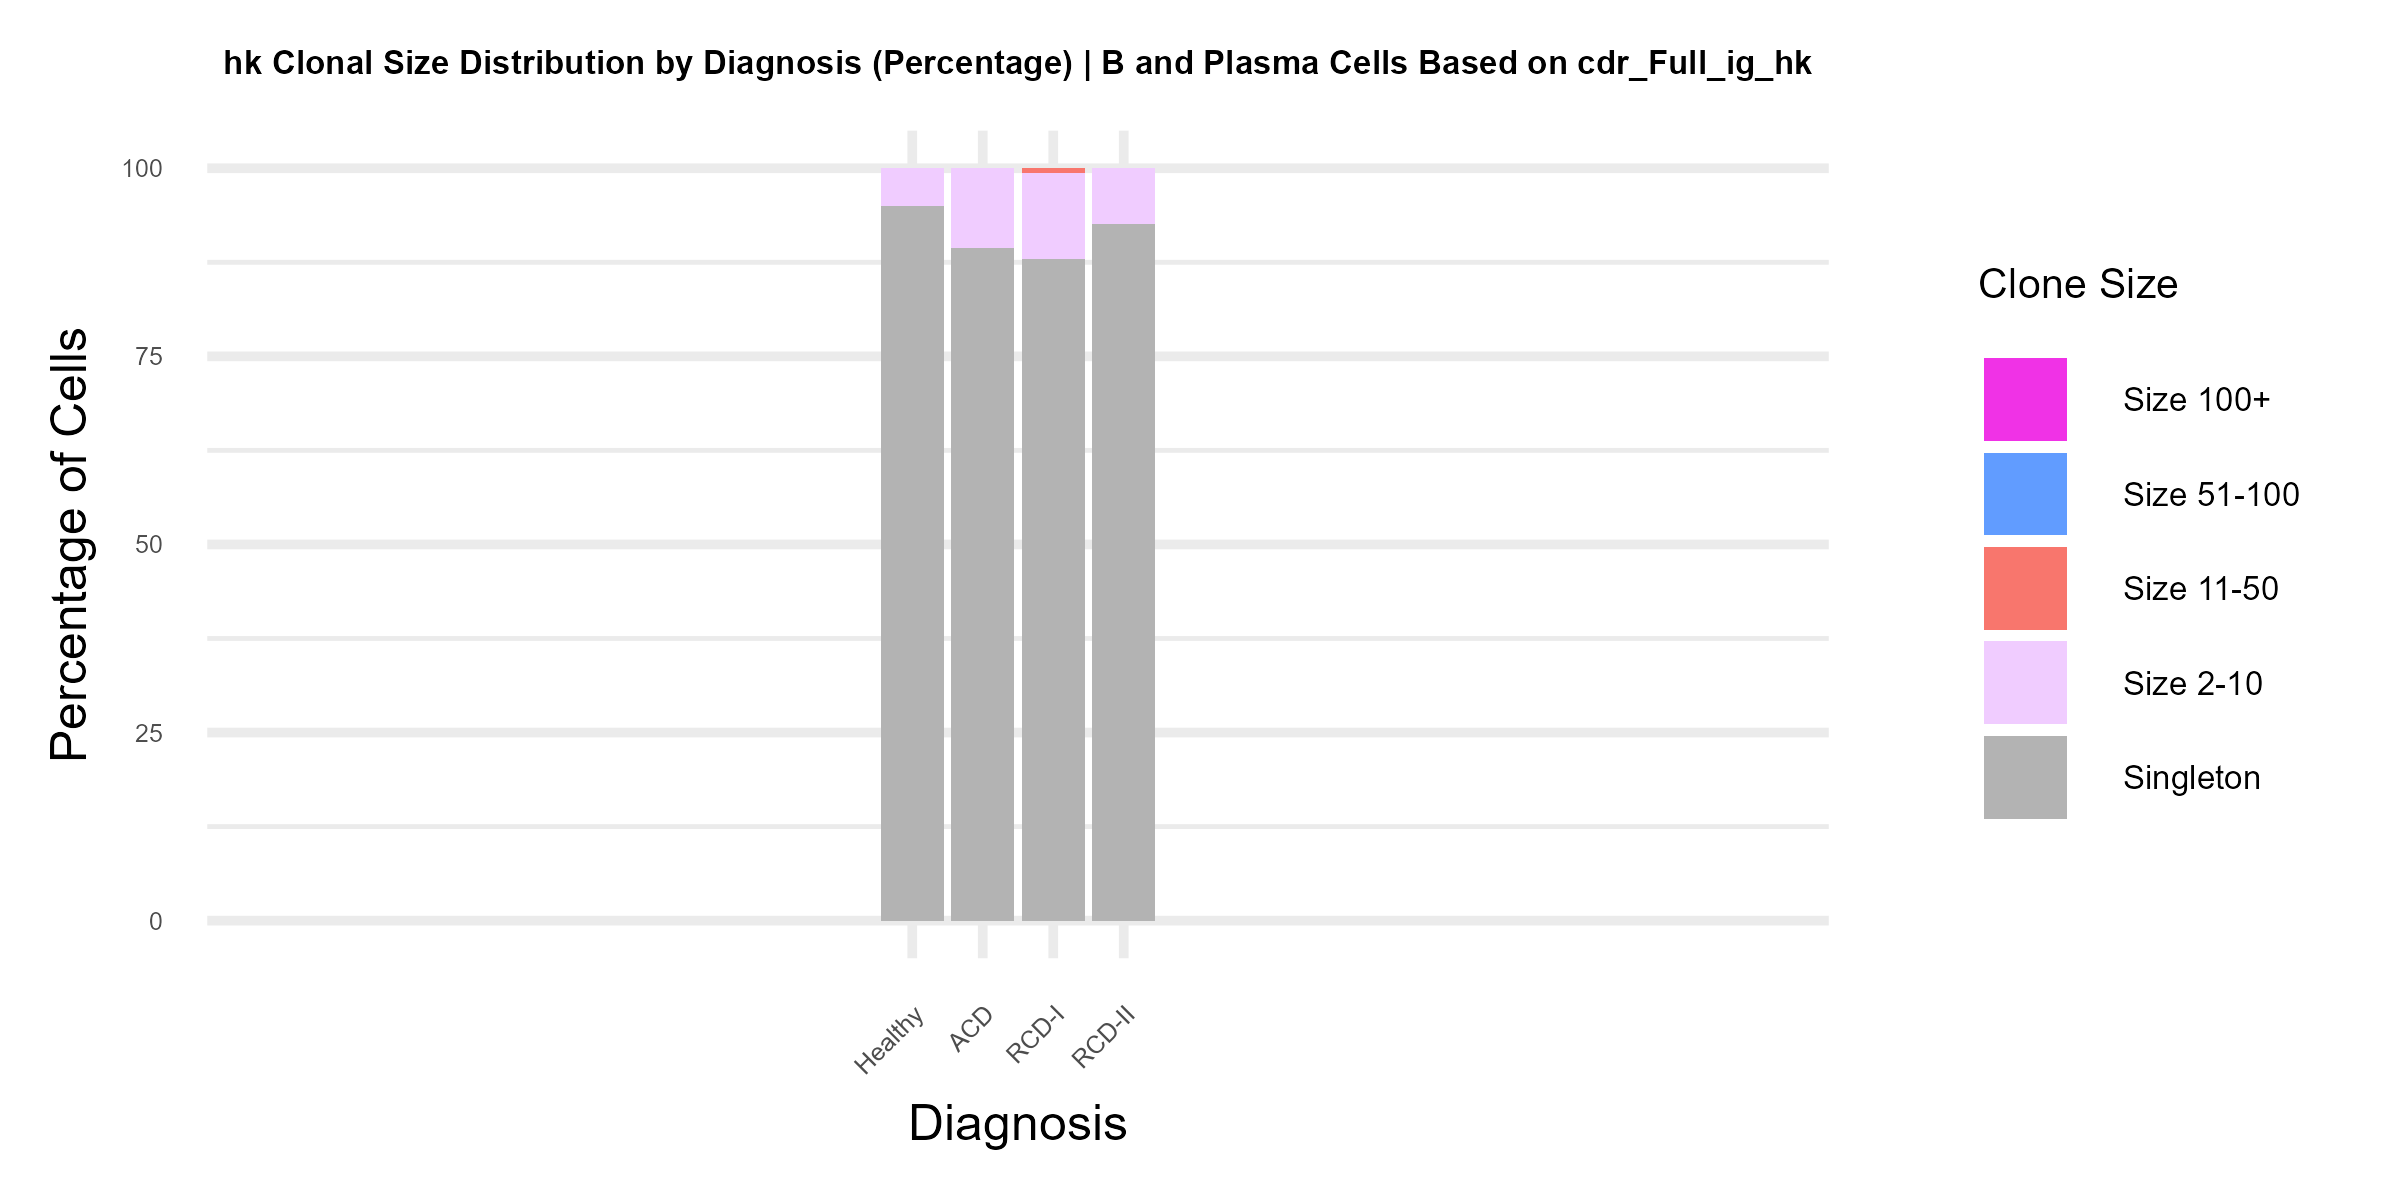 hk Clonal Size Distribution by Diagnosis (Percentage) | B and Plasma Cells Based on cdr_Full_ig_hk
Percentage of Cells
100
75
50
25
0
Healthy
ACD
RCD-I
RCD-II
Diagnosis
Clone Size
Size 100+
Size 51-100
Size 11-50
Size 2-10
Singleton